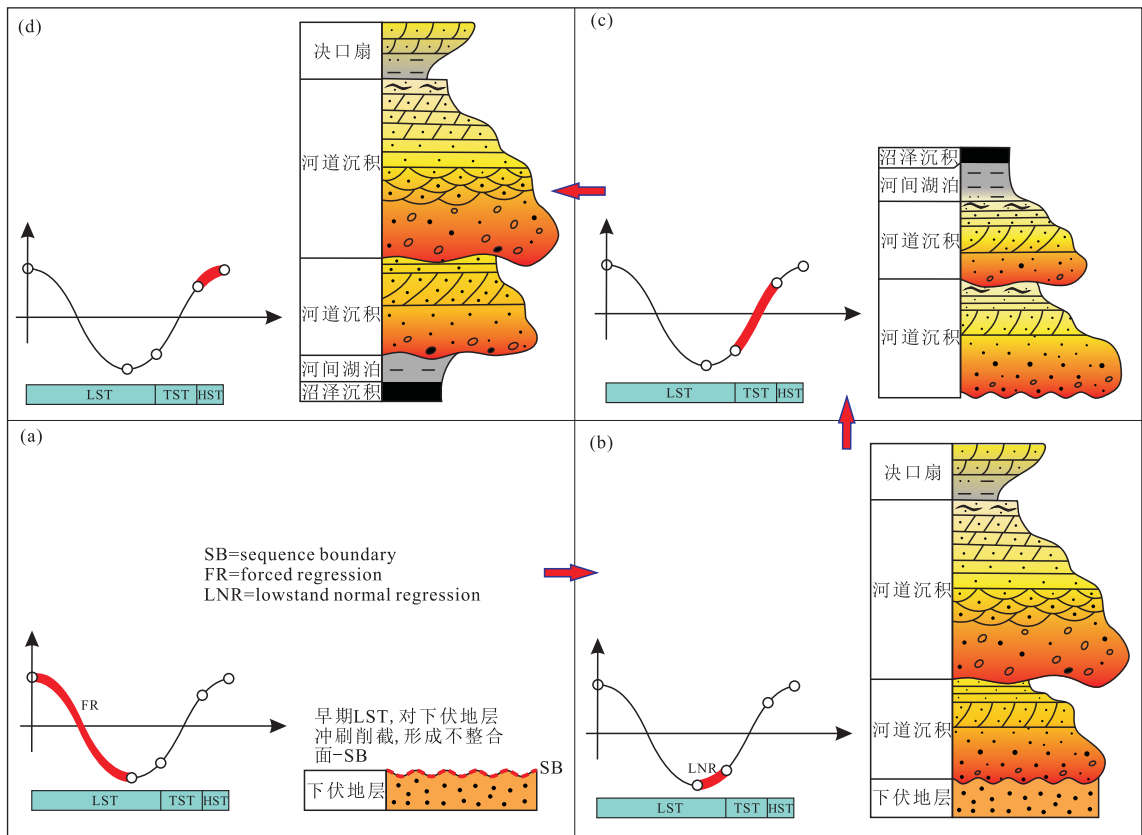 (d)
决口扇
河道沉积
河道沉积
河间湖泊
沼泽沉积
LST
TST
HST
(c)
沼泽沉积
河间湖泊
河道沉积
河道沉积
LST
TST
HST
(a)
SB=sequence boundary
FR=forced regression
LNR=lowstand normal regression
FR
早期LST,对下伏地层
冲刷削截,形成不整合
面-SB
SB
下伏地层
LST
TST
HST
(b)
决口扇
河道沉积
河道沉积
下伏地层
LNR
LST
TST
HST